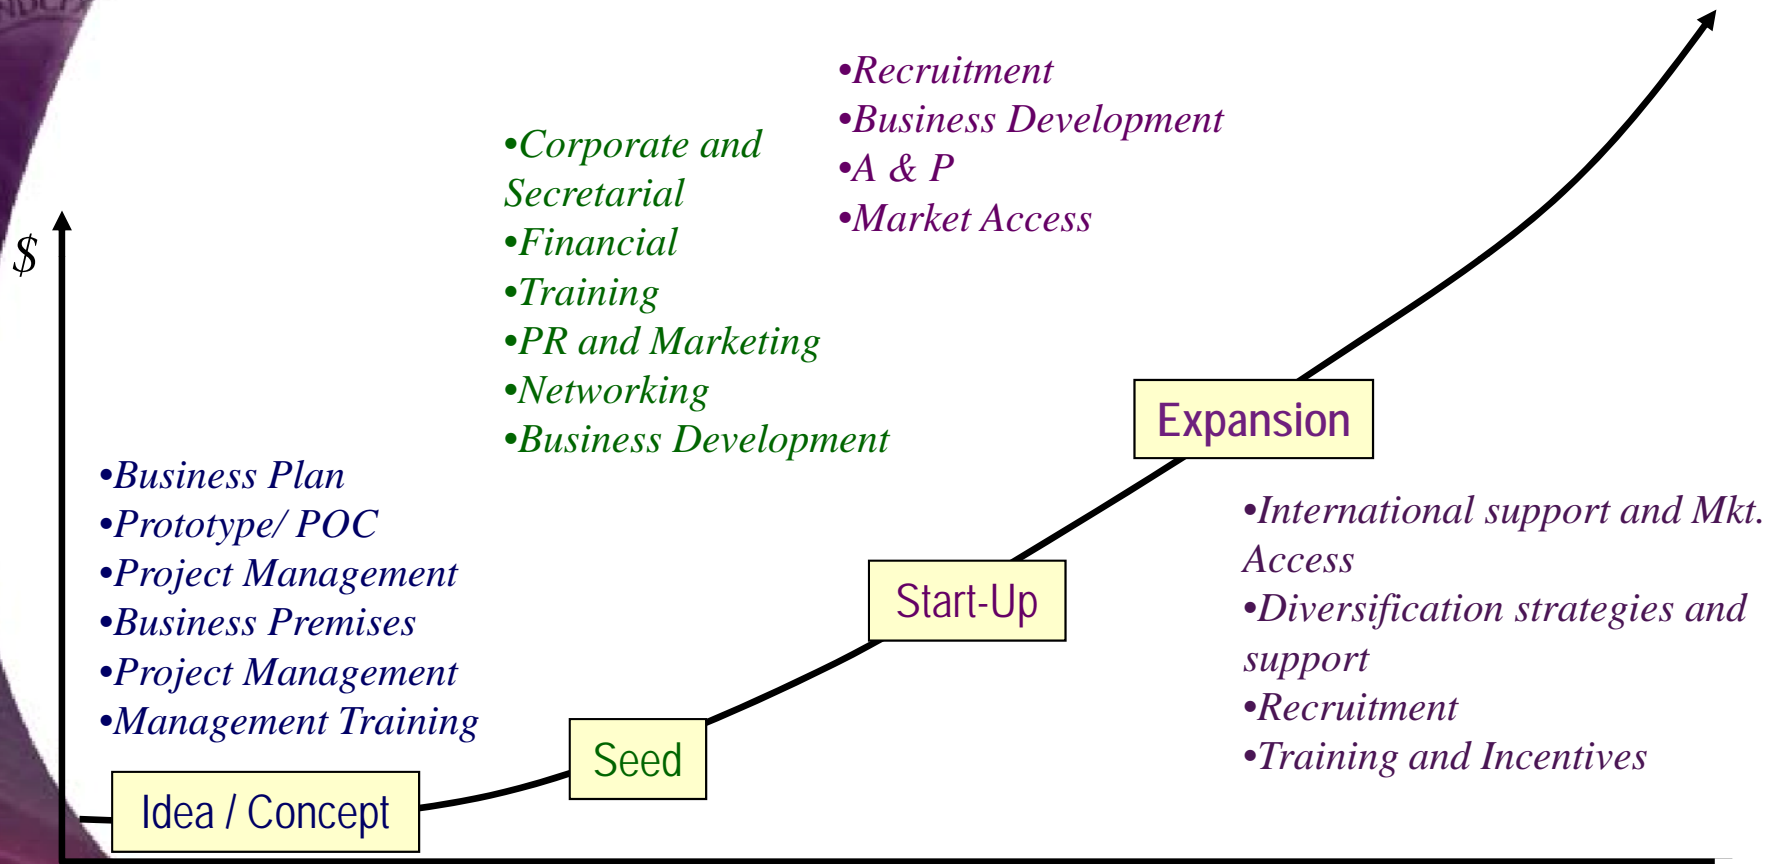 •Recruitment
•Business Development
•A & P
•Market Access
•Corporate and
Secretarial
•Financial
•Training
•PR and Marketing
•Networking
•Business Development
$
•Business Plan
•Prototype/ POC
•Project Management
•Business Premises
•Project Management
•Management Training
Expansion
•International support and Mkt.
Access
•Diversification strategies and
support
•Recruitment
•Training and Incentives
Start-Up
Seed
Idea / Concept